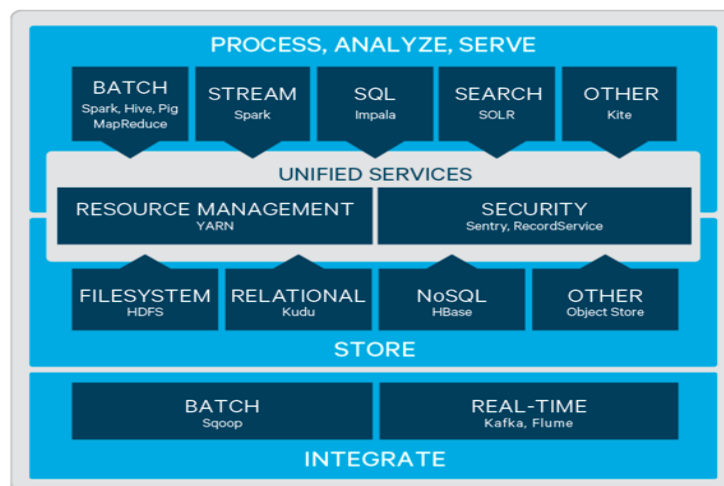 PROCESS, ANALYZE, SERVE
BATCH
Spark, Hive, Pig
MapReduce
STREAM
Spark
SQL
Impala
SEARCH
SOLR
OTHER
Kite
UNIFIED SERVICES
RESOURCE MANAGEMENT
YARN
SECURITY
Sentry, RecordService
FILESYSTEM
HDFS
RELATIONAL
Kudu
NoSQL
HBase
OTHER
Object Store
STORE
BATCH
Sqoop
REAL-TIME
Kafka, Flume
INTEGRATE